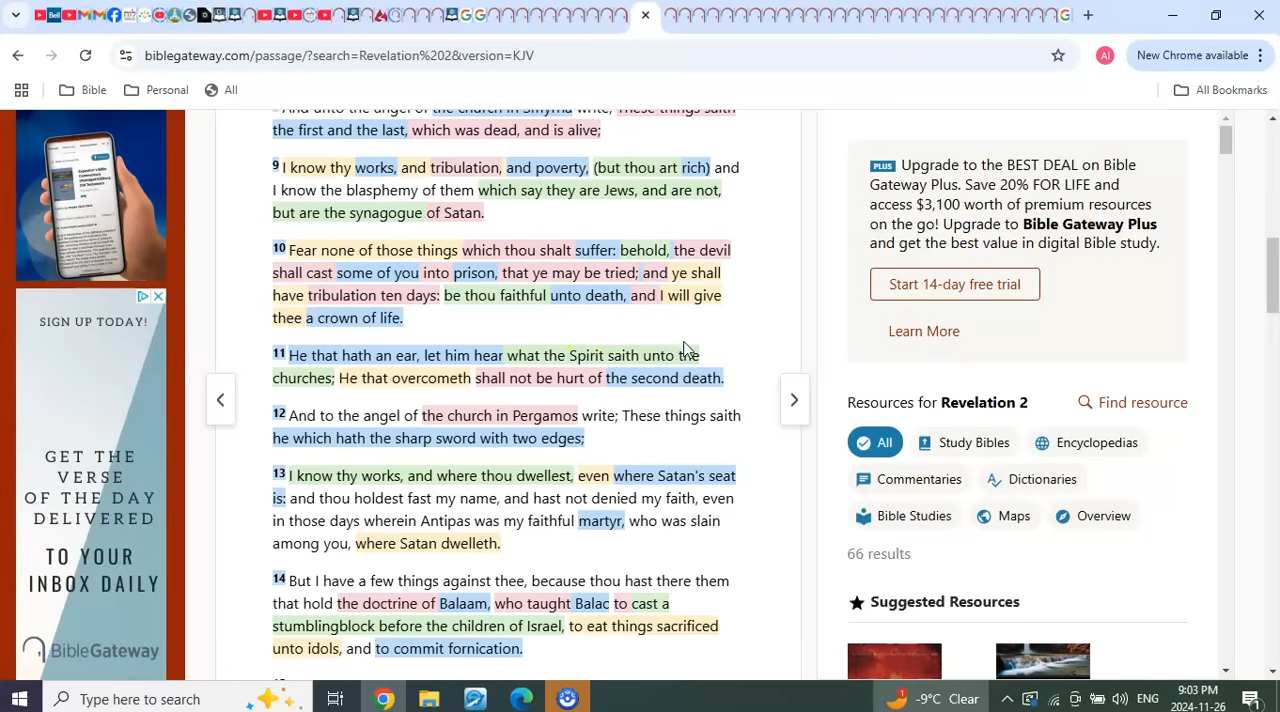 Bell
New Chrome available
biblegateway.com/passage/?search=Revelation%202&version=KJV
Bible
Personal
All
All Bookmarks
And unto the angel of the church in Smyrna write; These things saith
the first and the last, which was dead, and is alive;
9 I know thy works, and tribulation, and poverty, (but thou art rich) and
I know the blasphemy of them which say they are Jews, and are not,
but are the synagogue of Satan.
10 Fear none of those things which thou shalt suffer: behold, the devil
shall cast some of you into prison, that ye may be tried; and ye shall
have tribulation ten days: be thou faithful unto death, and I will give
thee a crown of life.
11 He that hath an ear, let him hear what the Spirit saith unto the
churches; He that overcometh shall not be hurt of the second death.
12 And to the angel of the church in Pergamos write; These things saith
he which hath the sharp sword with two edges;
13 I know thy works, and where thou dwellest, even where Satan's seat
is: and thou holdest fast my name, and hast not denied my faith, even
in those days wherein Antipas was my faithful martyr, who was slain
among you, where Satan dwelleth.
14 But I have a few things against thee, because thou hast there them
that hold the doctrine of Balaam, who taught Balac to cast a
stumblingblock before the children of Israel, to eat things sacrificed
unto idols, and to commit fornication.
SIGN UP TODAY!
GET THE
VERSE
OF THE DAY
DELIVERED
TO YOUR
INBOX DAILY
BibleGateway
PLUS Upgrade to the BEST DEAL on Bible
Gateway Plus. Save 20% FOR LIFE and
access $3,100 worth of premium resources
on the go! Upgrade to Bible Gateway Plus
and get the best value in digital Bible study.
Start 14-day free trial
Learn More
Resources for Revelation 2
Find resource
All
Study Bibles
Encyclopedias
Commentaries
Dictionaries
Bible Studies
Maps
Overview
66 results
Suggested Resources
Type here to search
-9°C Clear
ENG
9:03 PM
2024-11-26